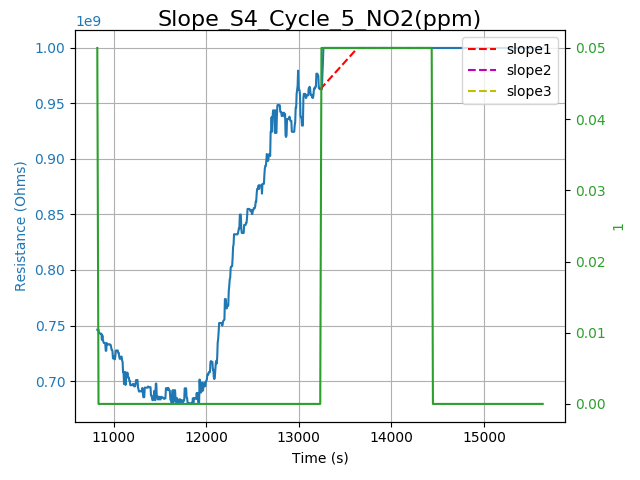 Slope_S4_Cycle_5_NO2(ppm)
1e9
1.00
0.95
0.90
0.85
0.80
0.75
0.70
Resistance (Ohms)
0.05
0.04
0.03
0.02
0.01
0.00
1
slope1
slope2
slope3
11000 12000 13000 14000 15000
Time (s)